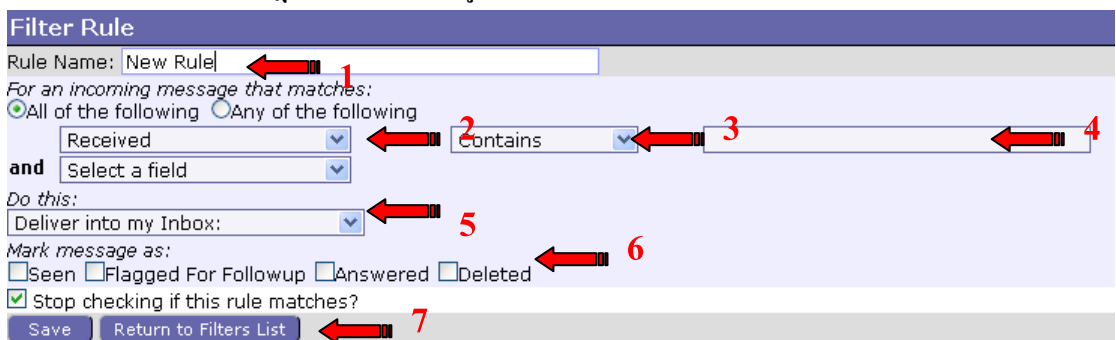 Filter Rule
Rule Name: New Rule 1
For an incoming message that matches:
All of the following Any of the following
Received 2 Contains 3 4
and Select a field
Do this:
Deliver into my Inbox: 5
Mark message as: 6
Seen Flagged For Followup Answered Deleted
Stop checking if this rule matches?
Save Return to Filters List 7